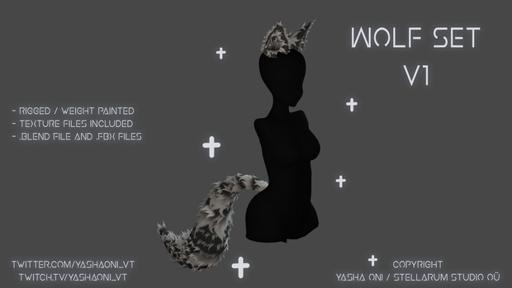 WOLF SET
V1
- RIGGED / WEIGHT PAINTED
- TEXTURE FILES INCLUDED
- .BLEND FILE AND .FBX FILES
TWITTER.COM/YASHAONI_VT
TWITCH.TV/YASHAONI_VT
COPYRIGHT
YASHA ONI / STELLARUM STUDIO OÜ